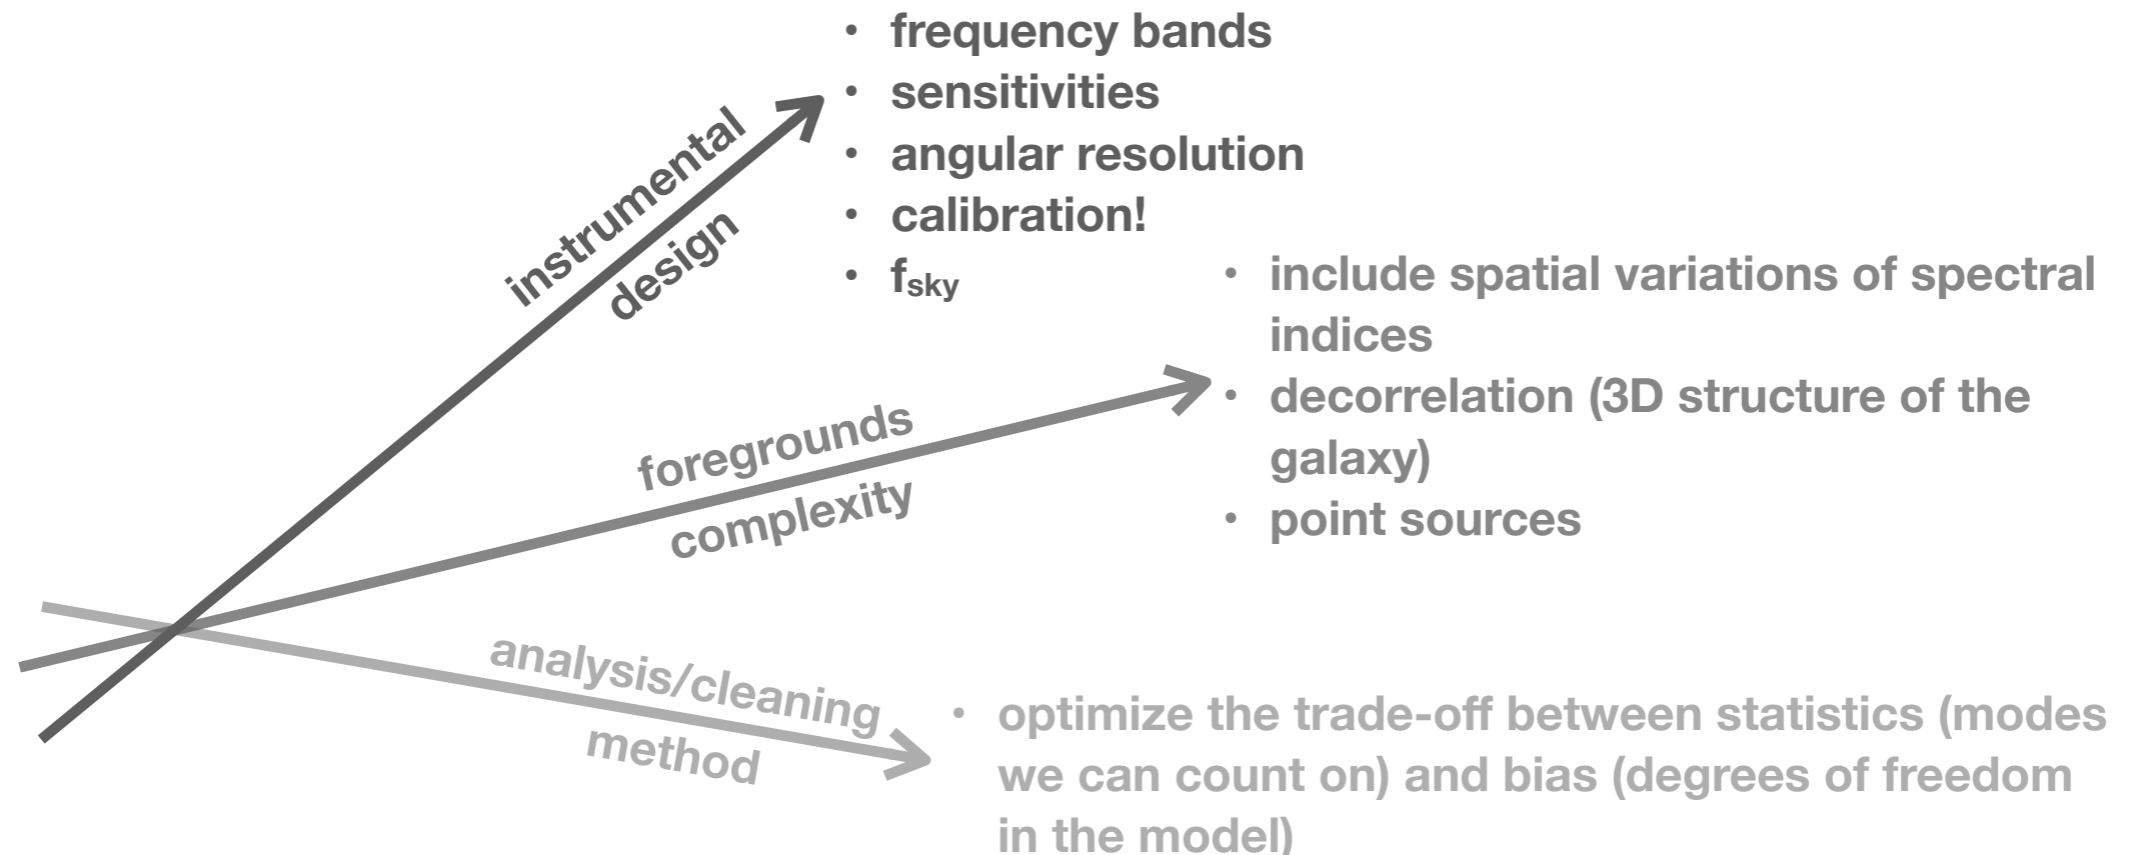 instrumental
design
• frequency bands
• sensitivities
• angular resolution
• calibration!
• fsky
foregrounds
complexity
• include spatial variations of spectral
indices
• decorrelation (3D structure of the
galaxy)
• point sources
analysis/cleaning
method
• optimize the trade-off between statistics (modes
we can count on) and bias (degrees of freedom
in the model)